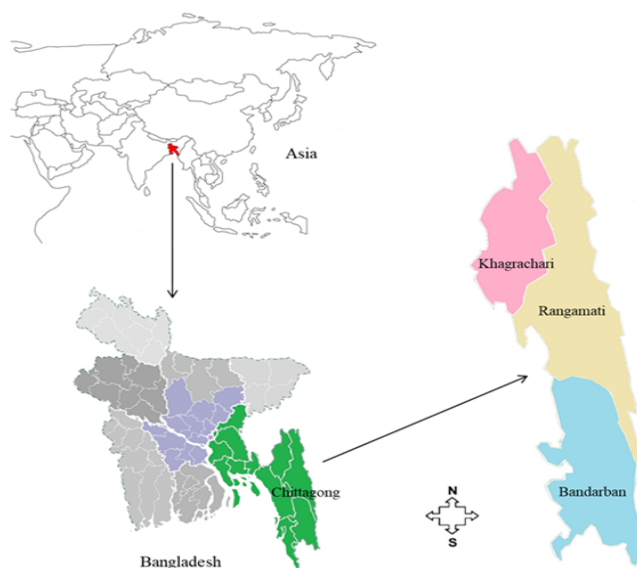 Asia
Khagrachari
Rangamati
Chittagong
Bandarban
N
S
Bangladesh